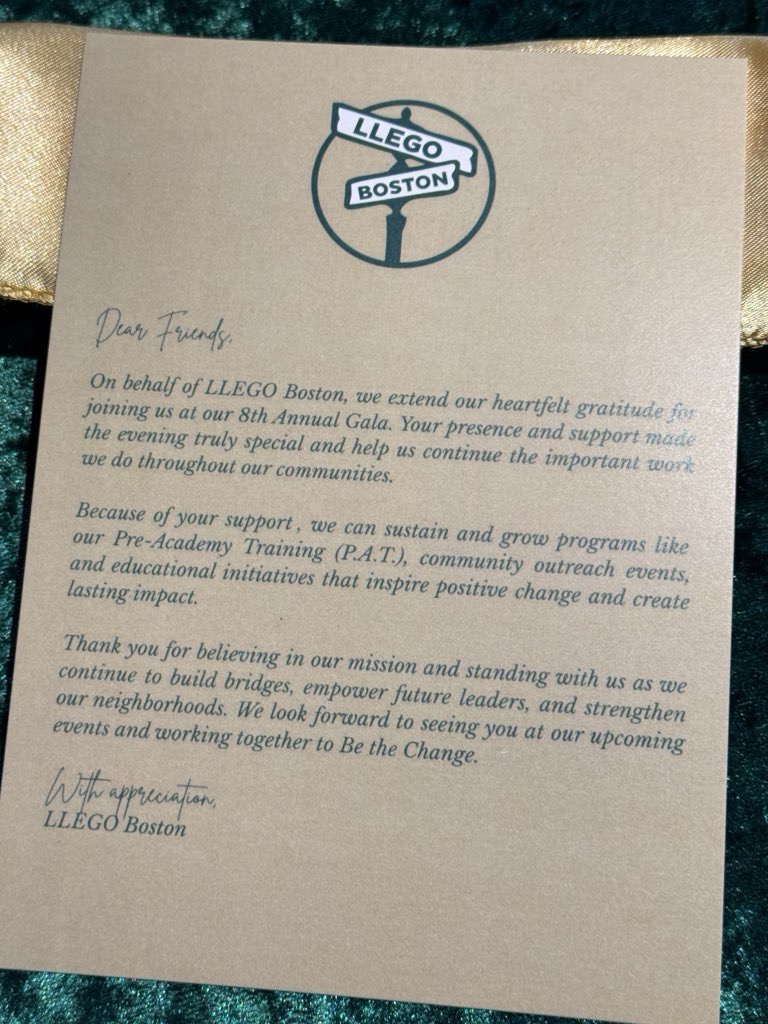 LLEGO
BOSTON
Dear Friends,
On behalf of LLEGO Boston, we extend our heartfelt gratitude for
joining us at our 8th Annual Gala. Your presence and support made
the evening truly special and help us continue the important work
we do throughout our communities.
Because of your support , we can sustain and grow programs like
our Pre-Academy Training (P.A.T.), community outreach events,
and educational initiatives that inspire positive change and create
lasting impact.
Thank you for believing in our mission and standing with us as we
continue to build bridges, empower future leaders, and strengthen
our neighborhoods. We look forward to seeing you at our upcoming
events and working together to Be the Change.
With appreciation,
LLEGO Boston